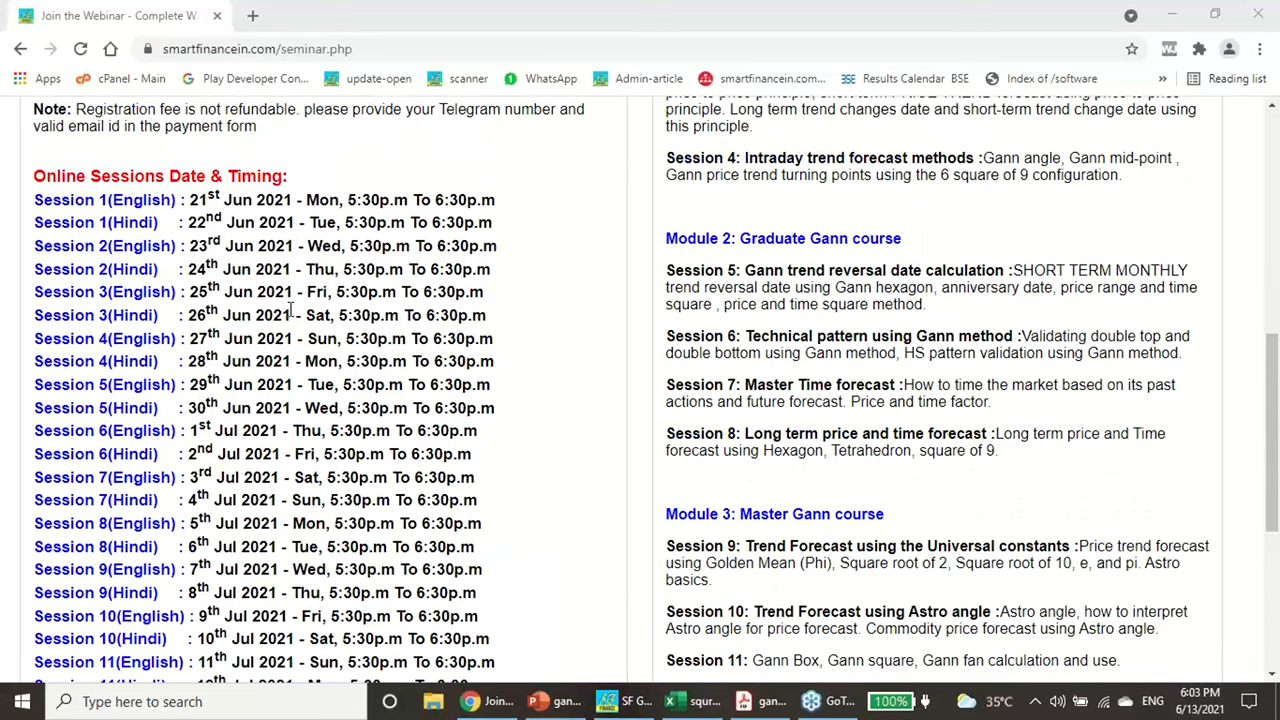 Join the Webinar - Complete W
smartfinancein.com/seminar.php
Apps
cPanel - Main
Play Developer Con...
update-open
scanner
WhatsApp
Admin-article
smartfinancein.com...
Results Calendar BSE
Index of /software
»
Reading list
Note: Registration fee is not refundable. please provide your Telegram number and
valid email id in the payment form
Online Sessions Date & Timing:
Session 1(English) : 21st Jun 2021 - Mon, 5:30p.m To 6:30p.m
Session 1(Hindi) : 22nd Jun 2021 - Tue, 5:30p.m To 6:30p.m
Session 2(English) : 23rd Jun 2021 - Wed, 5:30p.m To 6:30p.m
Session 2(Hindi) : 24th Jun 2021 - Thu, 5:30p.m To 6:30p.m
Session 3(English) : 25th Jun 2021 - Fri, 5:30p.m To 6:30p.m
Session 3(Hindi) : 26th Jun 2021 - Sat, 5:30p.m To 6:30p.m
Session 4(English) : 27th Jun 2021 - Sun, 5:30p.m To 6:30p.m
Session 4(Hindi) : 28th Jun 2021 - Mon, 5:30p.m To 6:30p.m
Session 5(English) : 29th Jun 2021 - Tue, 5:30p.m To 6:30p.m
Session 5(Hindi) : 30th Jun 2021 - Wed, 5:30p.m To 6:30p.m
Session 6(English) : 1st Jul 2021 - Thu, 5:30p.m To 6:30p.m
Session 6(Hindi) : 2nd Jul 2021 - Fri, 5:30p.m To 6:30p.m
Session 7(English) : 3rd Jul 2021 - Sat, 5:30p.m To 6:30p.m
Session 7(Hindi) : 4th Jul 2021 - Sun, 5:30p.m To 6:30p.m
Session 8(English) : 5th Jul 2021 - Mon, 5:30p.m To 6:30p.m
Session 8(Hindi) : 6th Jul 2021 - Tue, 5:30p.m To 6:30p.m
Session 9(English) : 7th Jul 2021 - Wed, 5:30p.m To 6:30p.m
Session 9(Hindi) : 8th Jul 2021 - Thu, 5:30p.m To 6:30p.m
Session 10(English) : 9th Jul 2021 - Fri, 5:30p.m To 6:30p.m
Session 10(Hindi) : 10th Jul 2021 - Sat, 5:30p.m To 6:30p.m
Session 11(English) : 11th Jul 2021 - Sun, 5:30p.m To 6:30p.m
principle. Long term trend changes date and short-term trend change date using
this principle.
Session 4: Intraday trend forecast methods :Gann angle, Gann mid-point ,
Gann price trend turning points using the 6 square of 9 configuration.
Module 2: Graduate Gann course
Session 5: Gann trend reversal date calculation :SHORT TERM MONTHLY
trend reversal date using Gann hexagon, anniversary date, price range and time
square , price and time square method.
Session 6: Technical pattern using Gann method :Validating double top and
double bottom using Gann method, HS pattern validation using Gann method.
Session 7: Master Time forecast :How to time the market based on its past
actions and future forecast. Price and time factor.
Session 8: Long term price and time forecast :Long term price and Time
forecast using Hexagon, Tetrahedron, square of 9.
Module 3: Master Gann course
Session 9: Trend Forecast using the Universal constants :Price trend forecast
using Golden Mean (Phi), Square root of 2, Square root of 10, e, and pi. Astro
basics.
Session 10: Trend Forecast using Astro angle :Astro angle, how to interpret
Astro angle for price forecast. Commodity price forecast using Astro angle.
Session 11: Gann Box, Gann square, Gann fan calculation and use.
Type here to search
Join...
gan...
SF G...
squr...
gan...
GoT...
100%
35°C
ENG
6:03 PM
6/13/2021